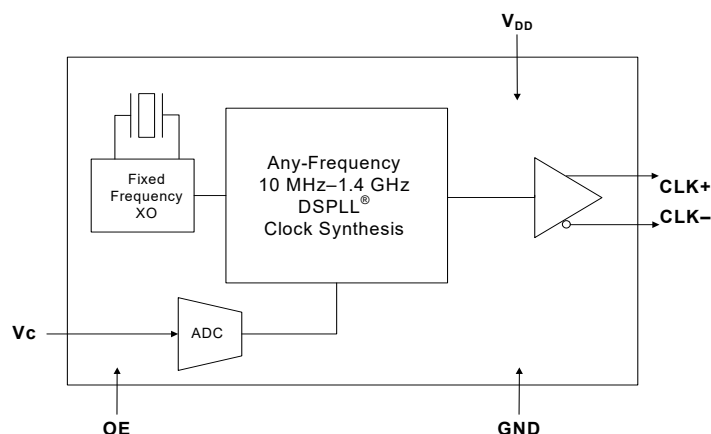 V_DD
Fixed
Frequency
XO
Any-Frequency
10 MHz–1.4 GHz
DSPLL®
Clock Synthesis
CLK+
CLK–
Vc
ADC
OE
GND